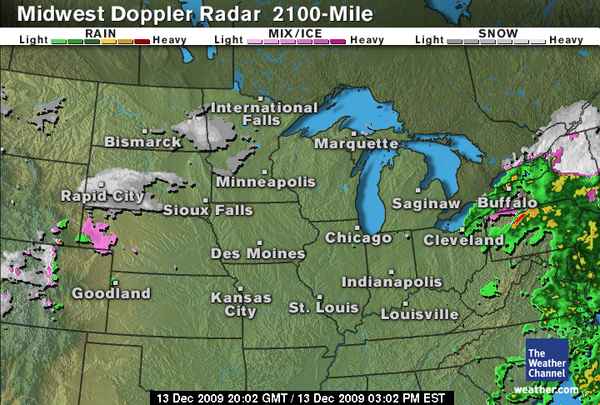 Midwest Doppler Radar 2100-Mile
Light RAIN Heavy
Light MIX/ICE Heavy
Light SNOW Heavy
International
Falls
Bismarck
Marquette
Minneapolis
Rapid City
Sioux Falls
Saginaw
Buffalo
Chicago
Cleveland
Des Moines
Goodland
Indianapolis
Kansas
City
St. Louis
Louisville
The
Weather
Channel
weather.com
13 Dec 2009 20:02 GMT / 13 Dec 2009 03:02 PM EST